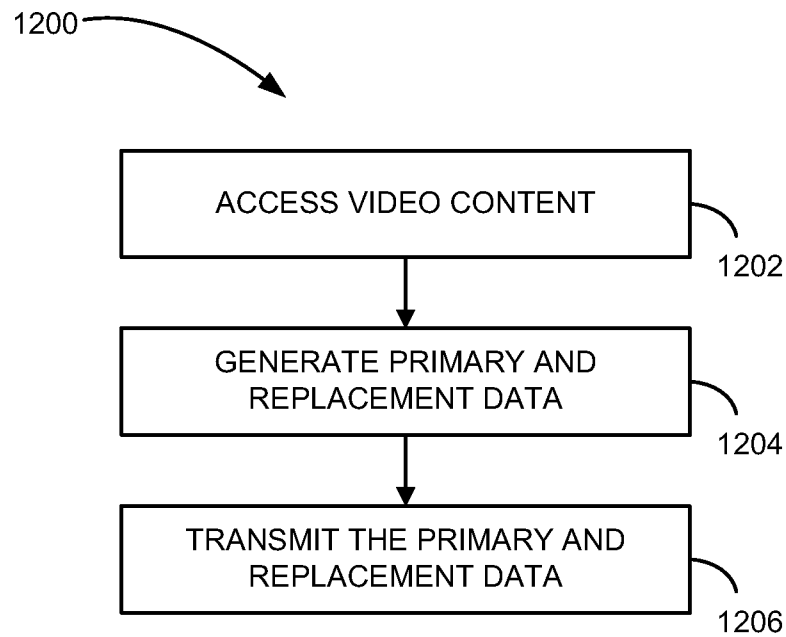 1200
ACCESS VIDEO CONTENT
1202
GENERATE PRIMARY AND
REPLACEMENT DATA
1204
TRANSMIT THE PRIMARY AND
REPLACEMENT DATA
1206